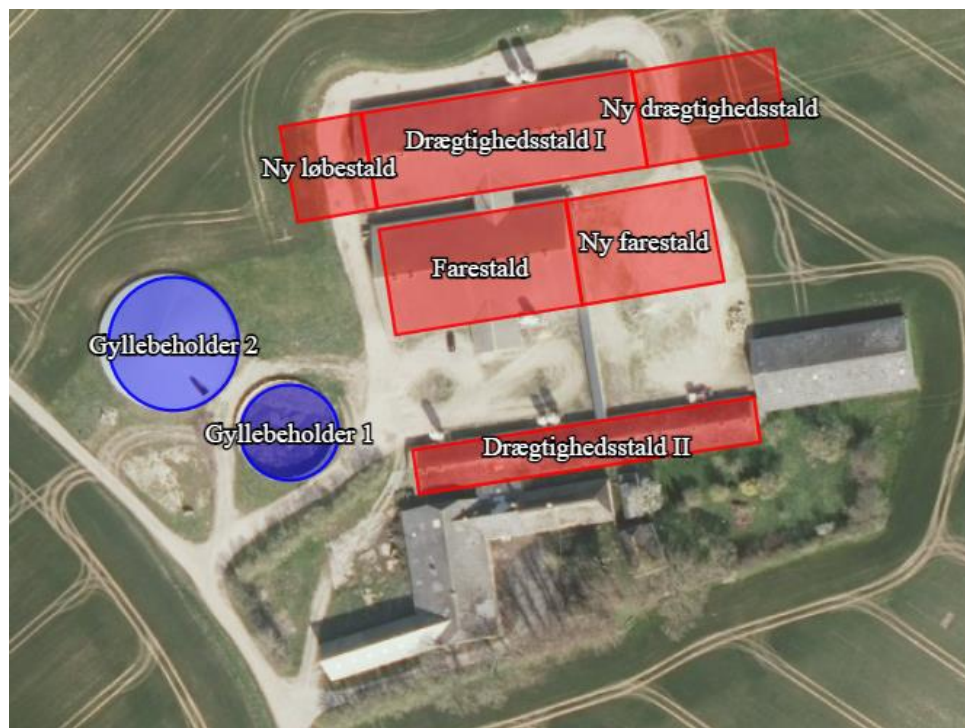 Ny drægtighedsstald
Drægtighedsstald I
Ny løbestald
Ny farestald
Farestald
Gyllebeholder 2
Gyllebeholder 1
Drægtighedsstald II